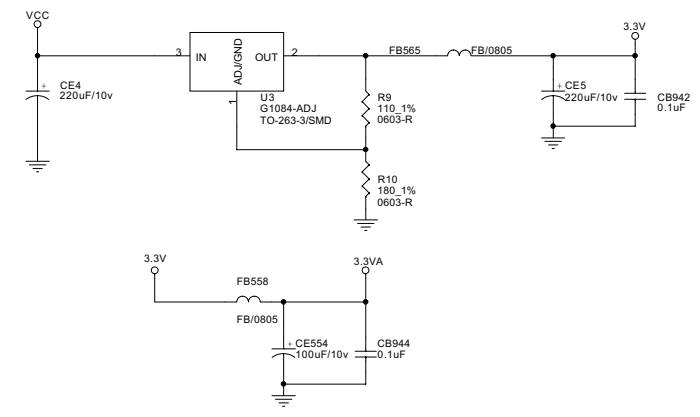 VCC
3.3V
3
IN
OUT
2
ADJ/GND
1
FB565
FB/0805
+
CE4
220uF/10v
U3
G1084-ADJ
TO-263-3/SMD
R9
110_1%
0603-R
+
CE5
220uF/10v
CB942
0.1uF
R10
180_1%
0603-R
3.3V
3.3VA
FB558
FB/0805
+
CE554
100uF/10v
CB944
0.1uF